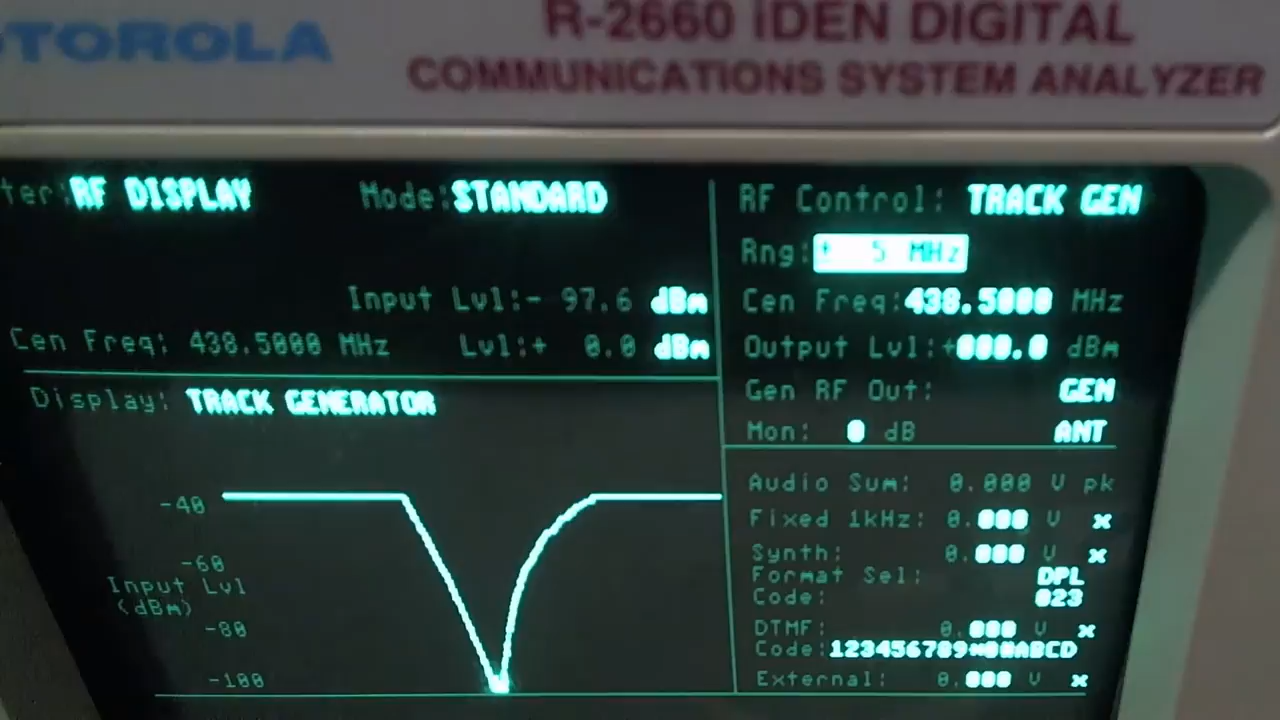 OTOROLA
R-2660 iDEN DIGITAL
COMMUNICATIONS SYSTEM ANALYZER
ter:RF DISPLAY
Mode:STANDARD
Input Lvl:- 97.6 dBm
Cen Freq: 438.5000 MHz
Lvl:+ 0.0 dBm
Display: TRACK GENERATOR
-40
-60
Input Lvl
(dBm)
-80
-100
RF Control: TRACK GEN
Rng:± 5 MHz
Cen Freq:438.5000 MHz
Output Lvl:+000.0 dBm
Gen RF Out: GEN
Mon: 0 dB ANT
Audio Sum: 0.000 V pk
Fixed 1kHz: 0.000 V x
Synth: 0.000 V x
Format Sel: DPL
Code: 023
DTMF: 0.000 V x
Code:123456789*0#ABCD
External: 0.000 V x